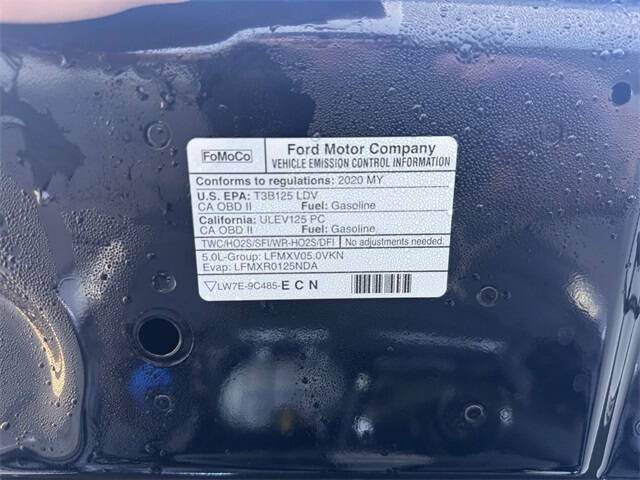 FoMoCo
Ford Motor Company
VEHICLE EMISSION CONTROL INFORMATION
Conforms to regulations: 2020 MY
U.S. EPA: T3B125 LDV
CA OBD II Fuel: Gasoline
California: ULEV125 PC
CA OBD II Fuel: Gasoline
TWC/HO2S/SFI/WR-HO2S/DFI No adjustments needed.
5.0L-Group: LFMXV05.0VKN
Evap: LFMXR0125NDA
LW7E-9C485-E C N